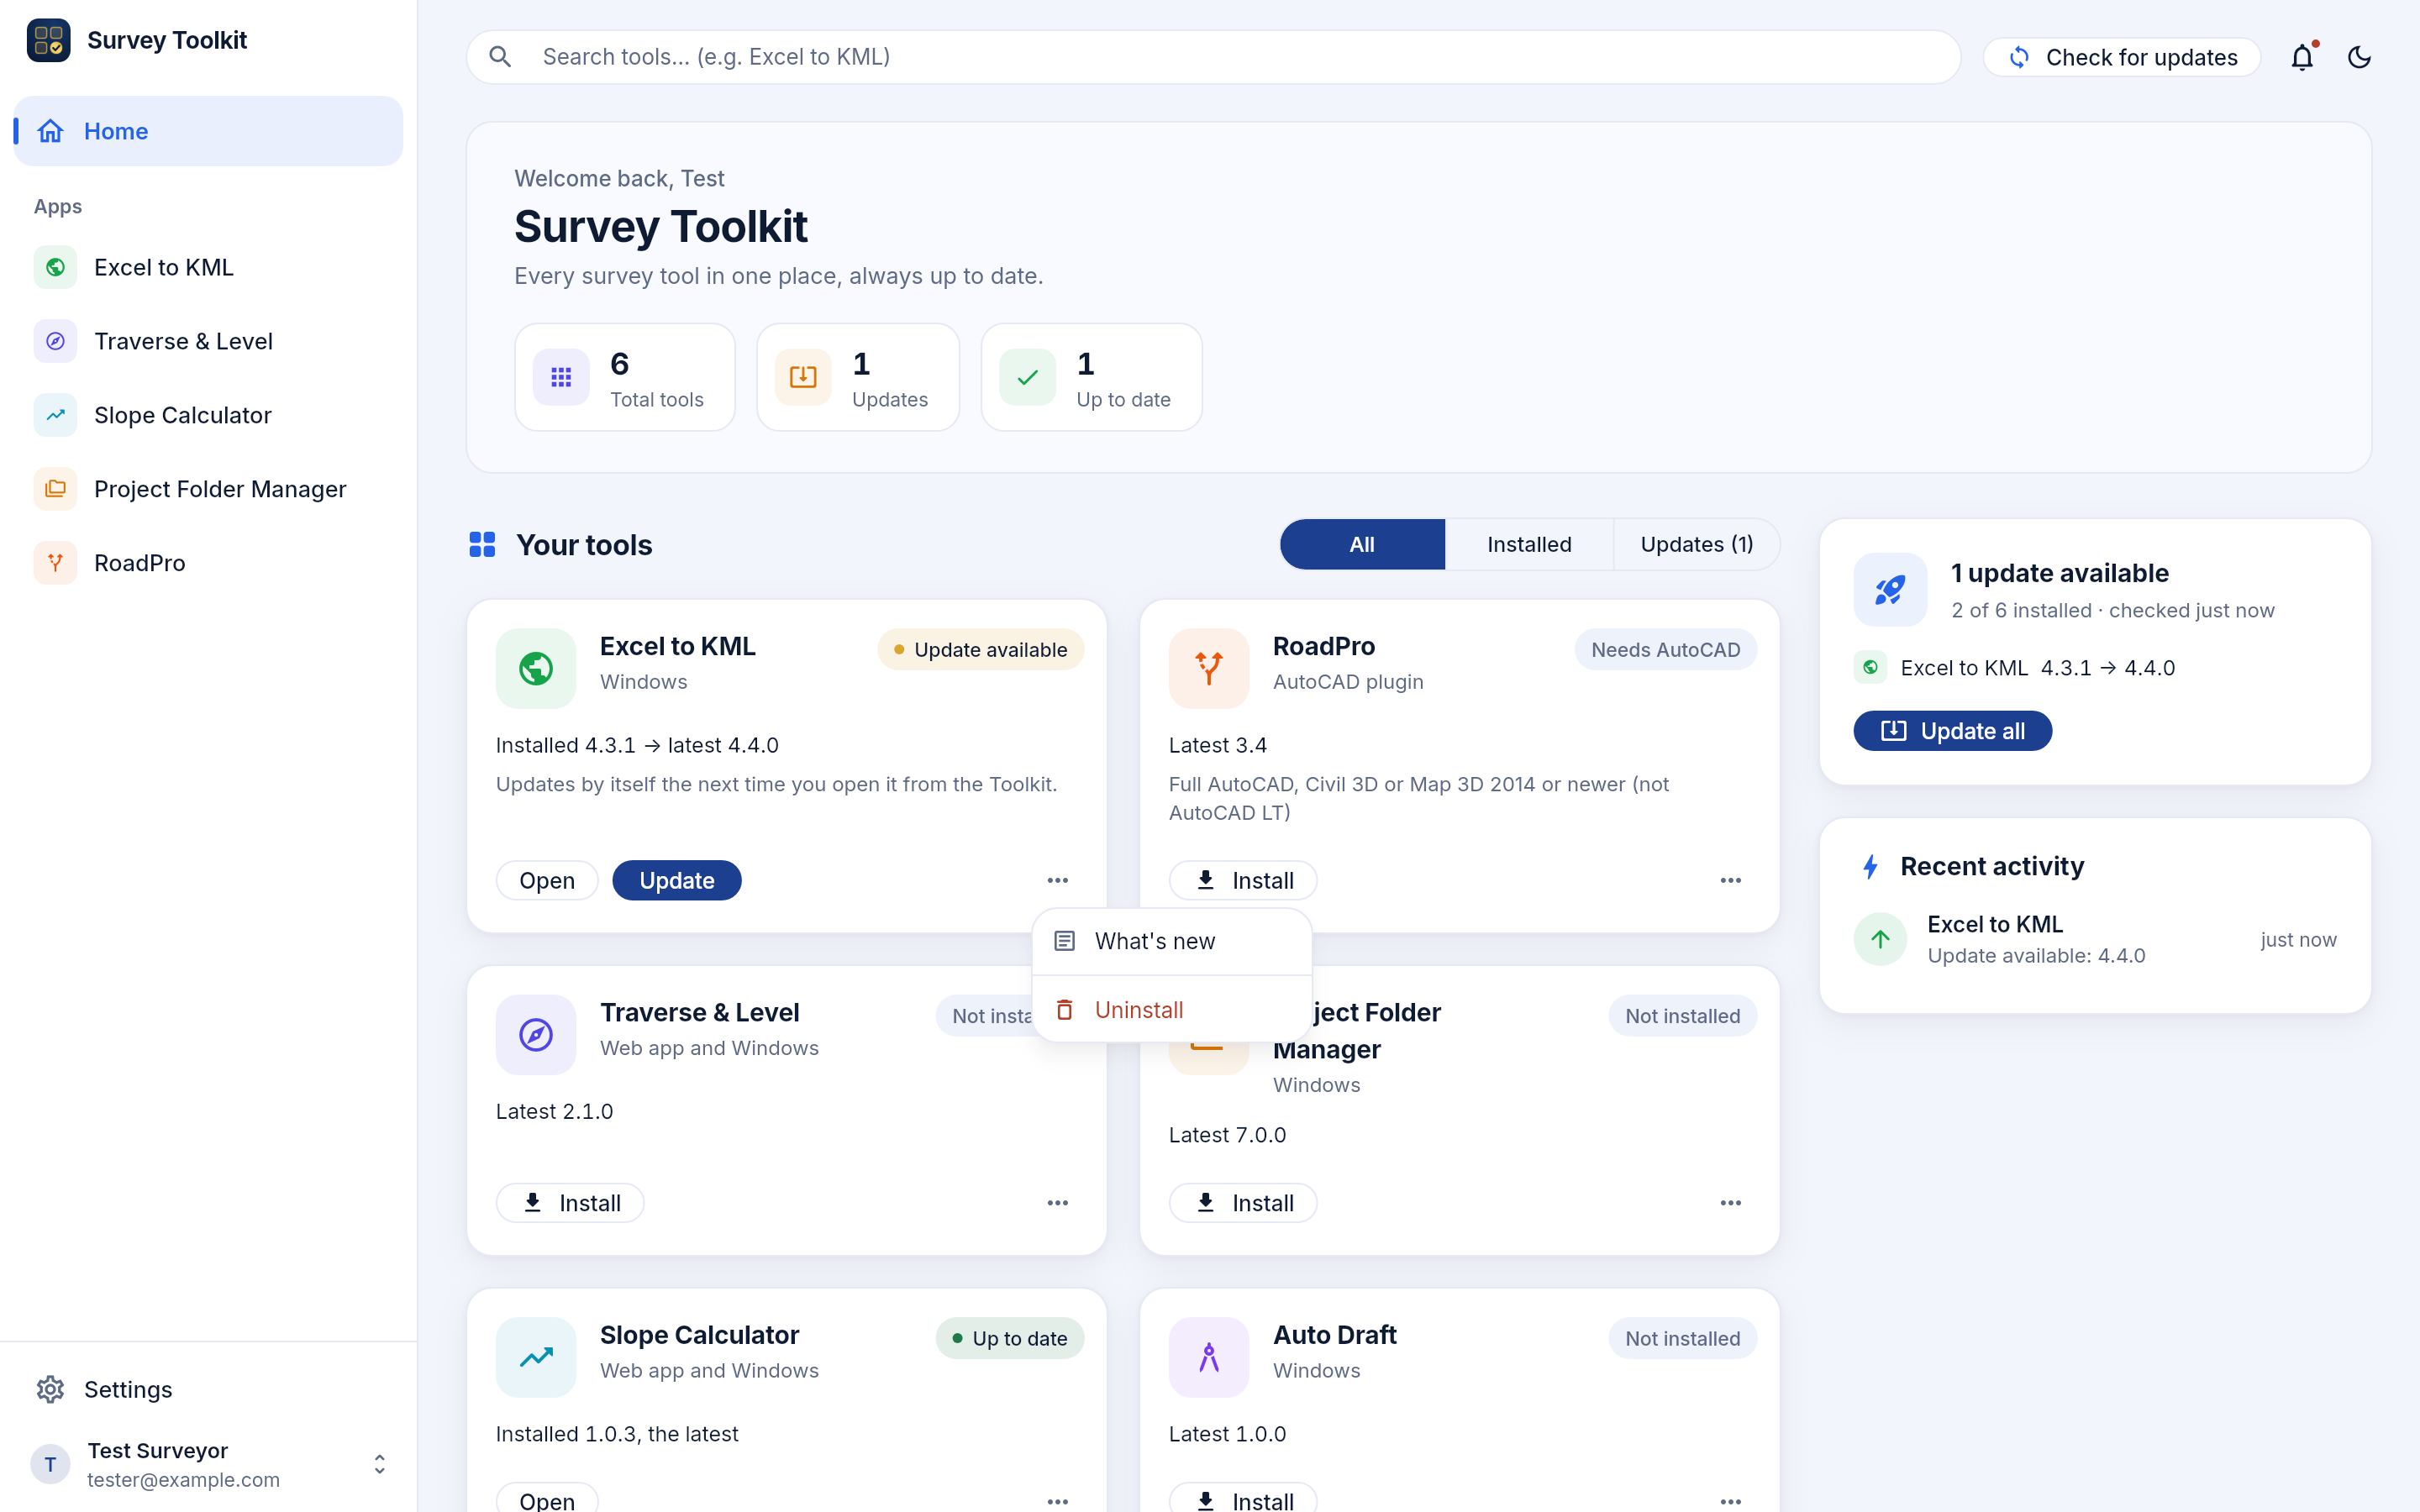 Survey Toolkit
Home
Apps
Excel to KML
Traverse & Level
Slope Calculator
Project Folder Manager
RoadPro
Settings
T
Test Surveyor
tester@example.com
Search tools... (e.g. Excel to KML)
Check for updates
Welcome back, Test
Survey Toolkit
Every survey tool in one place, always up to date.
6
Total tools
1
Updates
1
Up to date
Your tools
All
Installed
Updates (1)
Excel to KML
Windows
Update available
Installed 4.3.1 → latest 4.4.0
Updates by itself the next time you open it from the Toolkit.
Open
Update
RoadPro
AutoCAD plugin
Needs AutoCAD
Latest 3.4
Full AutoCAD, Civil 3D or Map 3D 2014 or newer (not
AutoCAD LT)
Install
What's new
Uninstall
Traverse & Level
Web app and Windows
Not insta
Latest 2.1.0
Install
ject Folder
Manager
Windows
Not installed
Latest 7.0.0
Install
Slope Calculator
Web app and Windows
Up to date
Installed 1.0.3, the latest
Open
Auto Draft
Windows
Not installed
Latest 1.0.0
Install
1 update available
2 of 6 installed · checked just now
Excel to KML 4.3.1 → 4.4.0
Update all
Recent activity
Excel to KML
Update available: 4.4.0
just now